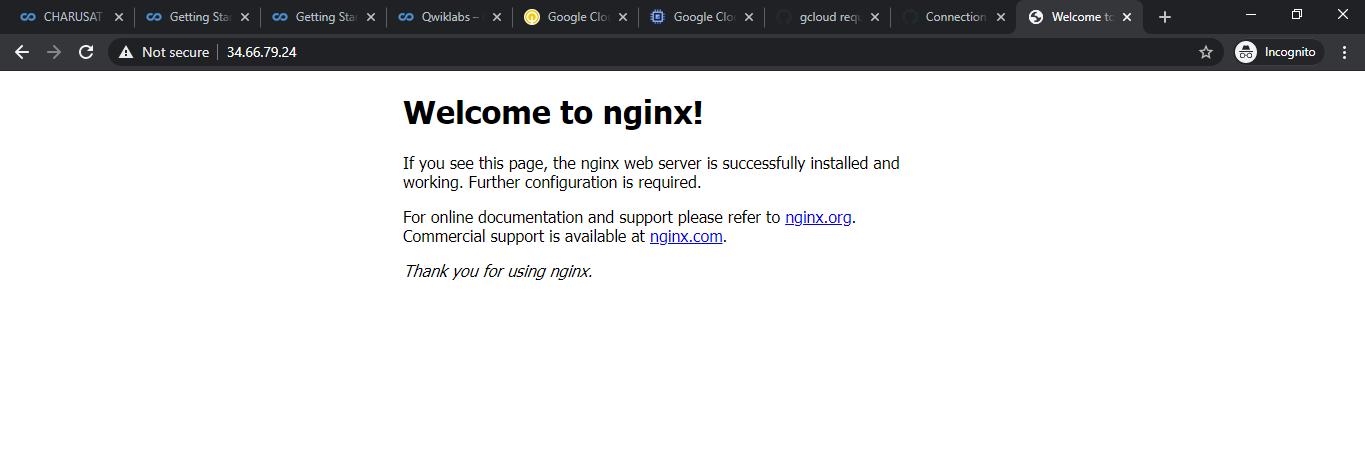 CHARUSAT
Getting Sta
Getting Sta
Qwiklabs –
Google Clo
Google Clo
gcloud requ
Connection
Welcome to
Not secure
34.66.79.24
Incognito
Welcome to nginx!
If you see this page, the nginx web server is successfully installed and
working. Further configuration is required.
For online documentation and support please refer to nginx.org.
Commercial support is available at nginx.com.
Thank you for using nginx.